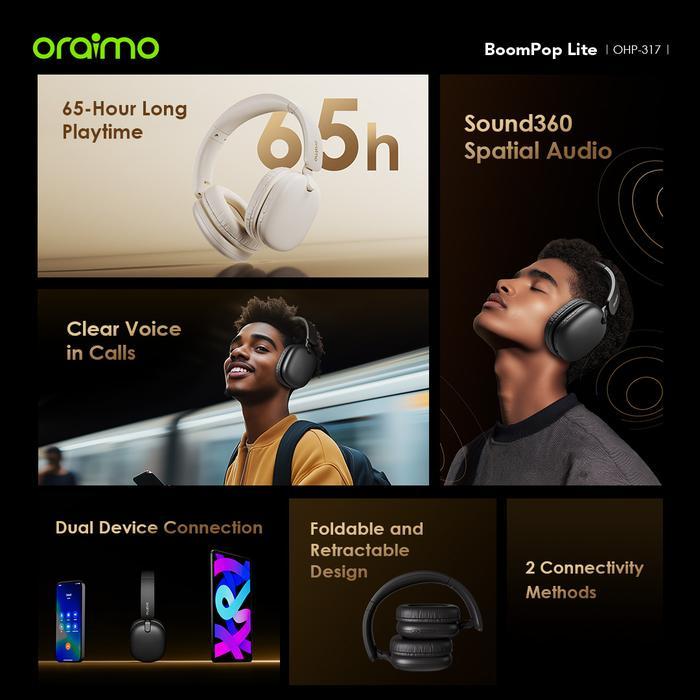 oraimo
BoomPop Lite | OHP-317 |
65-Hour Long
Playtime
65h
Sound360
Spatial Audio
Clear Voice
in Calls
Dual Device Connection
Foldable and
Retractable
Design
2 Connectivity
Methods